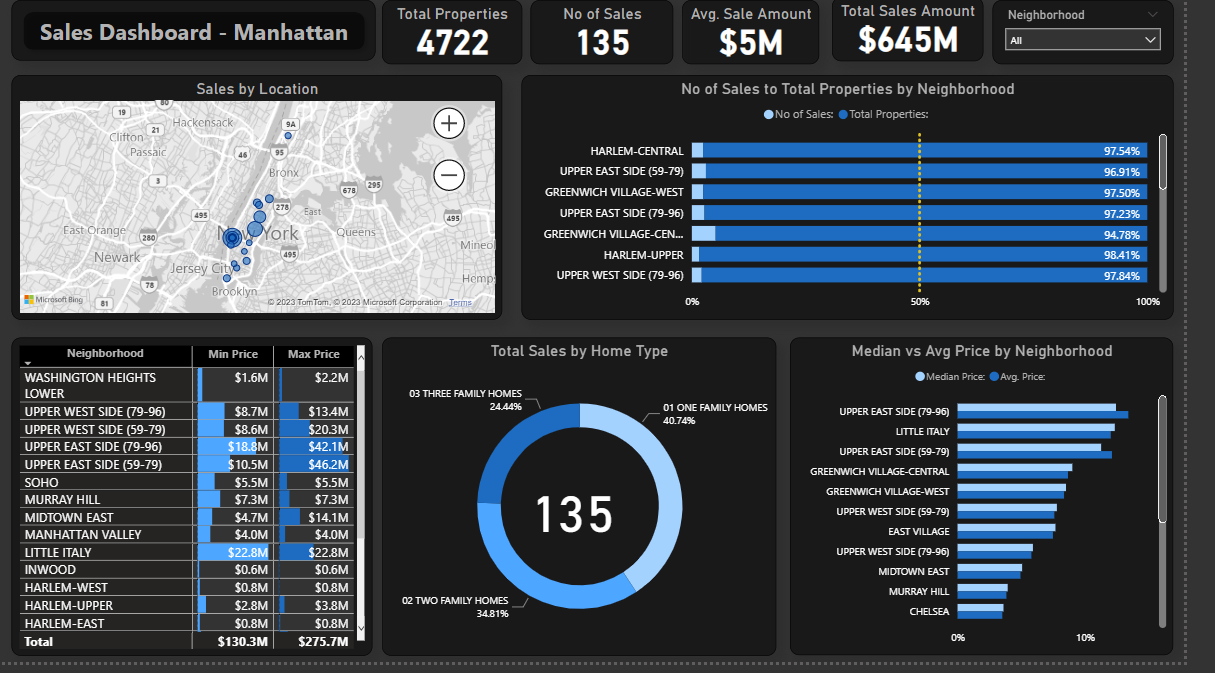 Sales Dashboard - Manhattan
Total Properties
4722
No of Sales
135
Avg. Sale Amount
$5M
Total Sales Amount
$645M
Neighborhood
All
Sales by Location
80
19
Hackensack
9A
Clifton
21
Passaic
46
95
Bronx
3
678
295
495
278
East
East Orange
280
New York
Queens
495
Newark
495
Mineol
Jersey City
78
Hemps
Brooklyn
81
Microsoft Bing
© 2023 TomTom, © 2023 Microsoft Corporation
Terms
No of Sales to Total Properties by Neighborhood
No of Sales: Total Properties:
HARLEM-CENTRAL 97.54%
UPPER EAST SIDE (59-79) 96.91%
GREENWICH VILLAGE-WEST 97.50%
UPPER EAST SIDE (79-96) 97.23%
GREENWICH VILLAGE-CEN... 94.78%
HARLEM-UPPER 98.41%
UPPER WEST SIDE (79-96) 97.84%
0% 50% 100%
Neighborhood Min Price Max Price
WASHINGTON HEIGHTS LOWER $1.6M $2.2M
UPPER WEST SIDE (79-96) $8.7M $13.4M
UPPER WEST SIDE (59-79) $8.6M $20.3M
UPPER EAST SIDE (79-96) $18.8M $42.1M
UPPER EAST SIDE (59-79) $10.5M $46.2M
SOHO $5.5M $5.5M
MURRAY HILL $7.3M $7.3M
MIDTOWN EAST $4.7M $14.1M
MANHATTAN VALLEY $4.0M $4.0M
LITTLE ITALY $22.8M $22.8M
INWOOD $0.6M $0.6M
HARLEM-WEST $0.8M $0.8M
HARLEM-UPPER $2.8M $3.8M
HARLEM-EAST $0.8M $0.8M
Total $130.3M $275.7M
Total Sales by Home Type
03 THREE FAMILY HOMES
24.44%
01 ONE FAMILY HOMES
40.74%
135
02 TWO FAMILY HOMES
34.81%
Median vs Avg Price by Neighborhood
Median Price: Avg. Price:
UPPER EAST SIDE (79-96)
LITTLE ITALY
UPPER EAST SIDE (59-79)
GREENWICH VILLAGE-CENTRAL
GREENWICH VILLAGE-WEST
UPPER WEST SIDE (59-79)
EAST VILLAGE
UPPER WEST SIDE (79-96)
MIDTOWN EAST
MURRAY HILL
CHELSEA
0% 10%